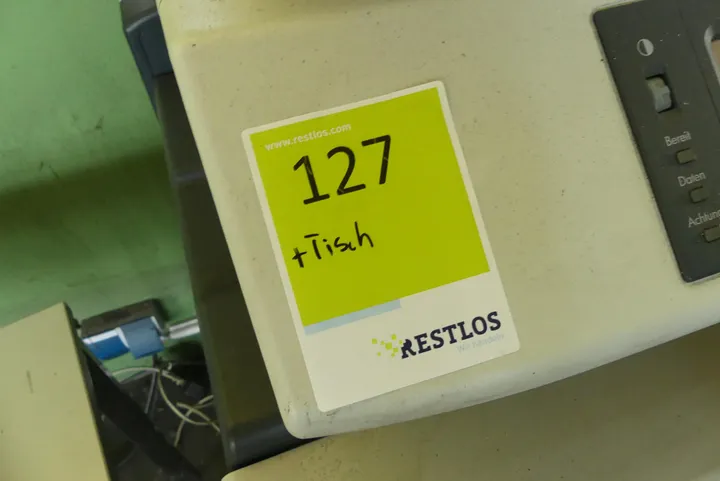 www.restlos.com
127
+Tisch
RESTLOS
Bereit
Daten
Achtung